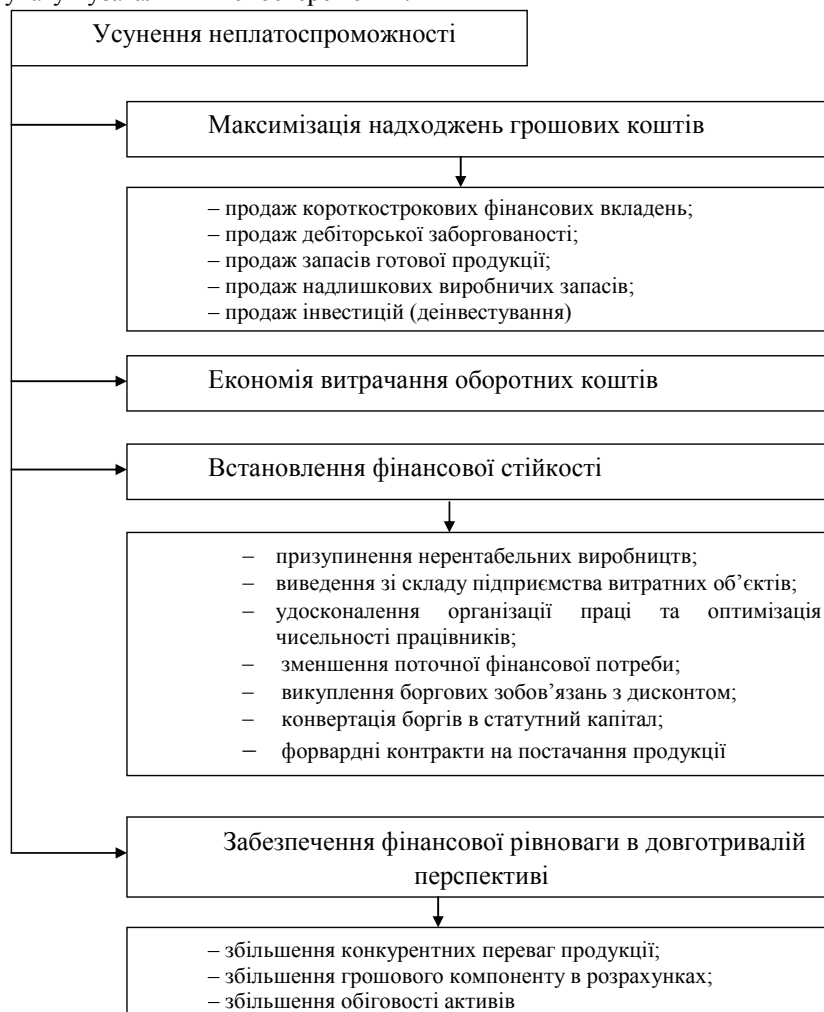 Усунення неплатоспроможності
Максимізація надходжень грошових коштів
– продаж короткострокових фінансових вкладень;
– продаж дебіторської заборгованості;
– продаж запасів готової продукції;
– продаж надлишкових виробничих запасів;
– продаж інвестицій (деінвестування)
Економія витрачання оборотних коштів
Встановлення фінансової стійкості
– призупинення нерентабельних виробництв;
– виведення зі складу підприємства витратних об’єктів;
– удосконалення організації праці та оптимізація
чисельності працівників;
– зменшення поточної фінансової потреби;
– викуплення боргових зобов’язань з дисконтом;
– конвертація боргів в статутний капітал;
– форвардні контракти на постачання продукції
Забезпечення фінансової рівноваги в довготривалій
перспективі
– збільшення конкурентних переваг продукції;
– збільшення грошового компоненту в розрахунках;
– збільшення обіговості активів